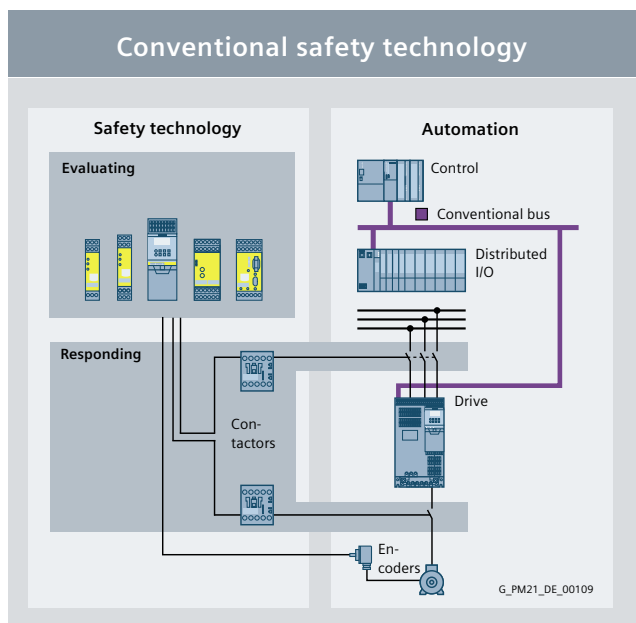 Conventional safety technology
Safety technology
Automation
Evaluating
Control
Conventional bus
Distributed
I/O
Responding
Drive
Con-
tactors
En-
coders
G_PM21_DE_00109